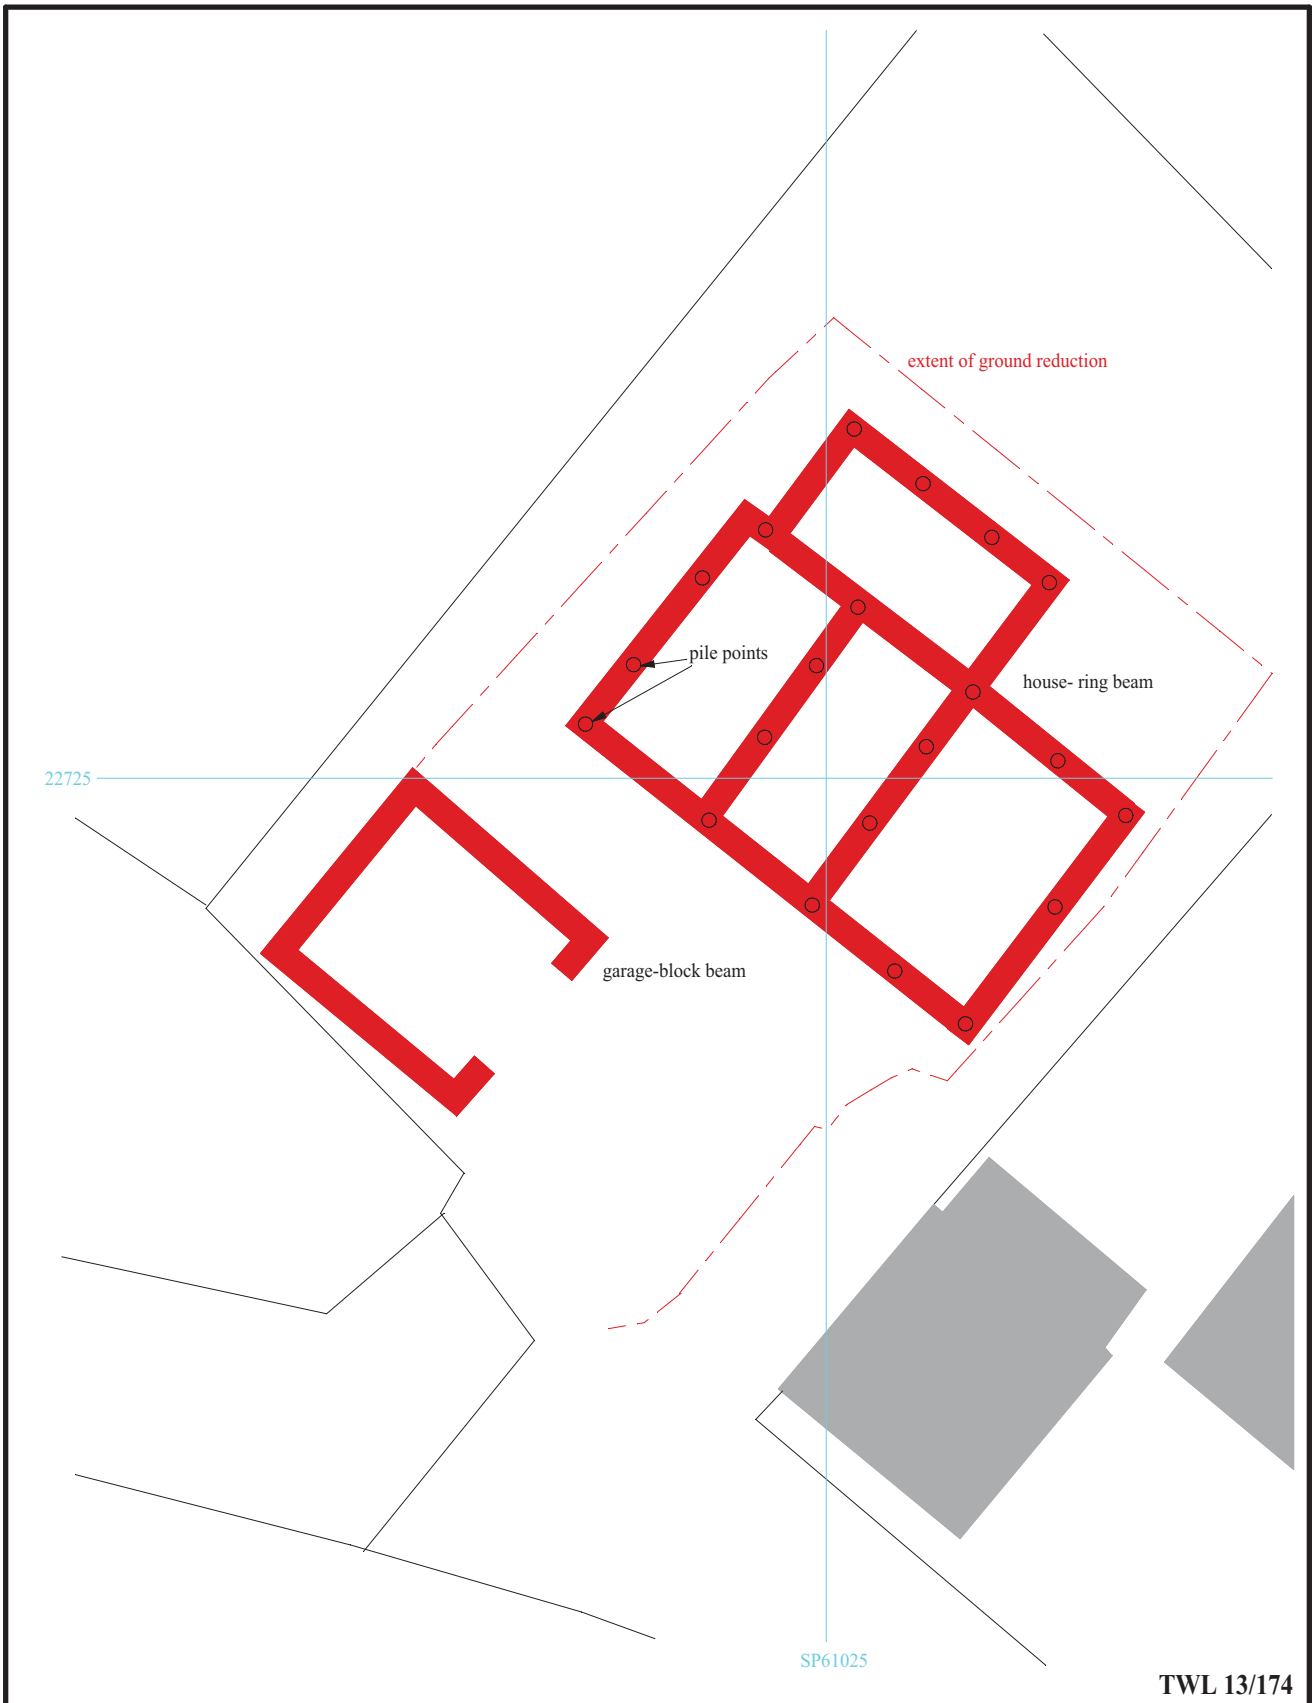 extent of ground reduction
pile points
house- ring beam
22725
garage-block beam
SP61025
TWL 13/174